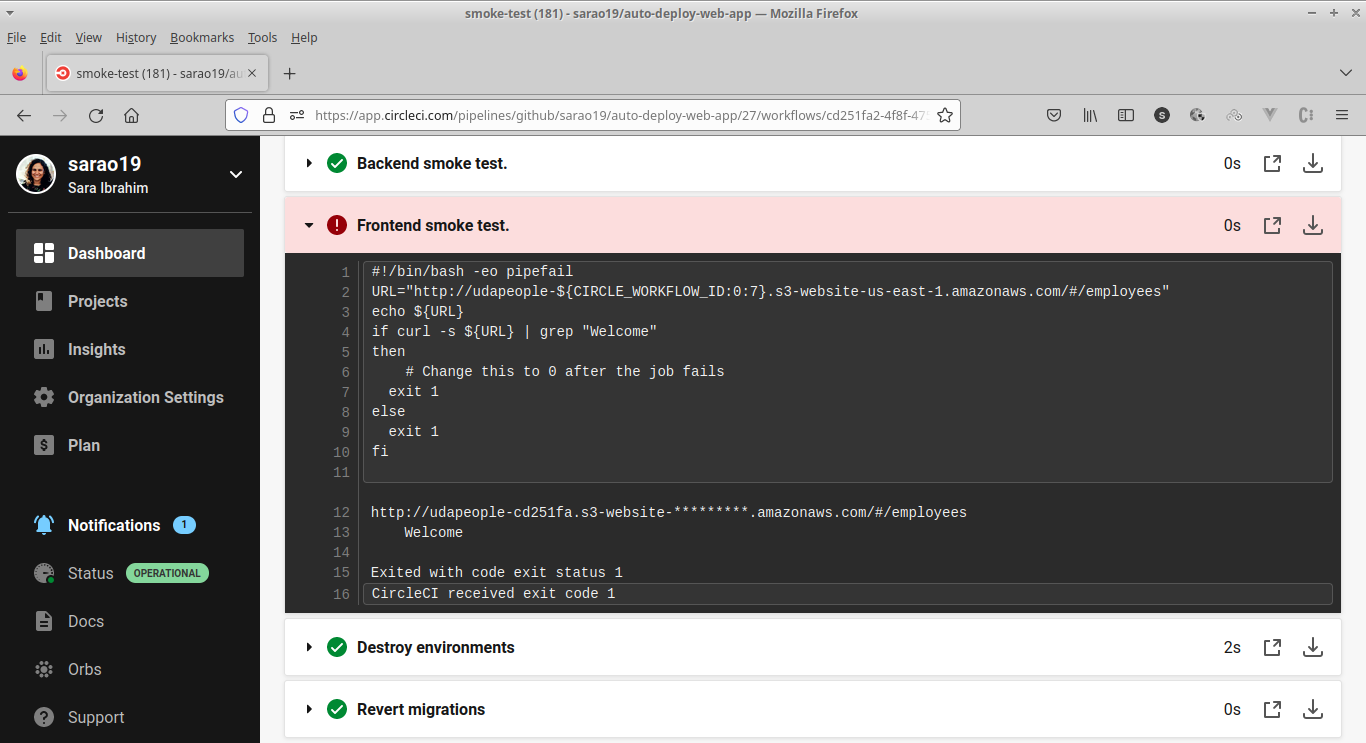 smoke-test (181) - sarao19/auto-deploy-web-app — Mozilla Firefox
File Edit View History Bookmarks Tools Help
smoke-test (181) - sarao19/au
https://app.circleci.com/pipelines/github/sarao19/auto-deploy-web-app/27/workflows/cd251fa2-4f8f-475
sarao19
Sara Ibrahim
Dashboard
Projects
Insights
Organization Settings
Plan
Notifications 1
Status OPERATIONAL
Docs
Orbs
Support
Backend smoke test. 0s
Frontend smoke test. 0s
1 #!/bin/bash -eo pipefail
2 URL="http://udapeople-${CIRCLE_WORKFLOW_ID:0:7}.s3-website-us-east-1.amazonaws.com/#/employees"
3 echo ${URL}
4 if curl -s ${URL} | grep "Welcome"
5 then
6     # Change this to 0 after the job fails
7   exit 1
8 else
9   exit 1
10 fi
11
12 http://udapeople-cd251fa.s3-website-*********.amazonaws.com/#/employees
13     Welcome
14
15 Exited with code exit status 1
16 CircleCI received exit code 1
Destroy environments 2s
Revert migrations 0s